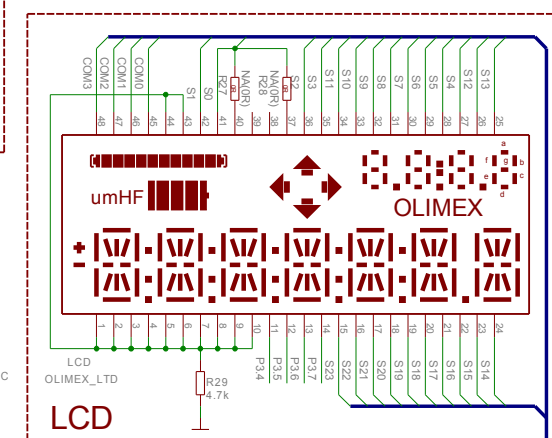 COM3
COM2
COM1
COM0
S1
S0
R27
NA(0R)
0R
R28
NA(0R)
0R
S2
S3
S11
S10
S9
S8
S7
S6
S5
S4
S12
S13
48
47
46
45
44
43
42
41
40
39
38
37
36
35
34
33
32
31
30
29
28
27
26
25
a
f
g
b
e
c
d
umHF
OLIMEX
+
-
1
2
3
4
5
6
7
8
9
10
11
12
13
14
15
16
17
18
19
20
21
22
23
24
P3.4
P3.5
P3.6
P3.7
S23
S22
S21
S20
S19
S18
S17
S16
S15
S14
LCD
OLIMEX_LTD
C
R29
4.7k
LCD